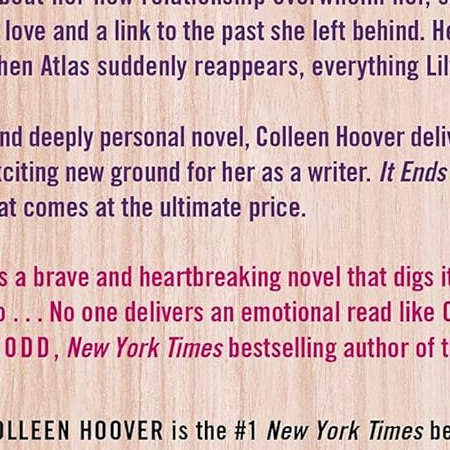 love and a link to the past she left behind. He
hen Atlas suddenly reappears, everything Lil
nd deeply personal novel, Colleen Hoover deliv
xciting new ground for her as a writer. It Ends
at comes at the ultimate price.
s a brave and heartbreaking novel that digs it
o . . . No one delivers an emotional read like C
ODD, New York Times bestselling author of t
OLLEEN HOOVER is the #1 New York Times be